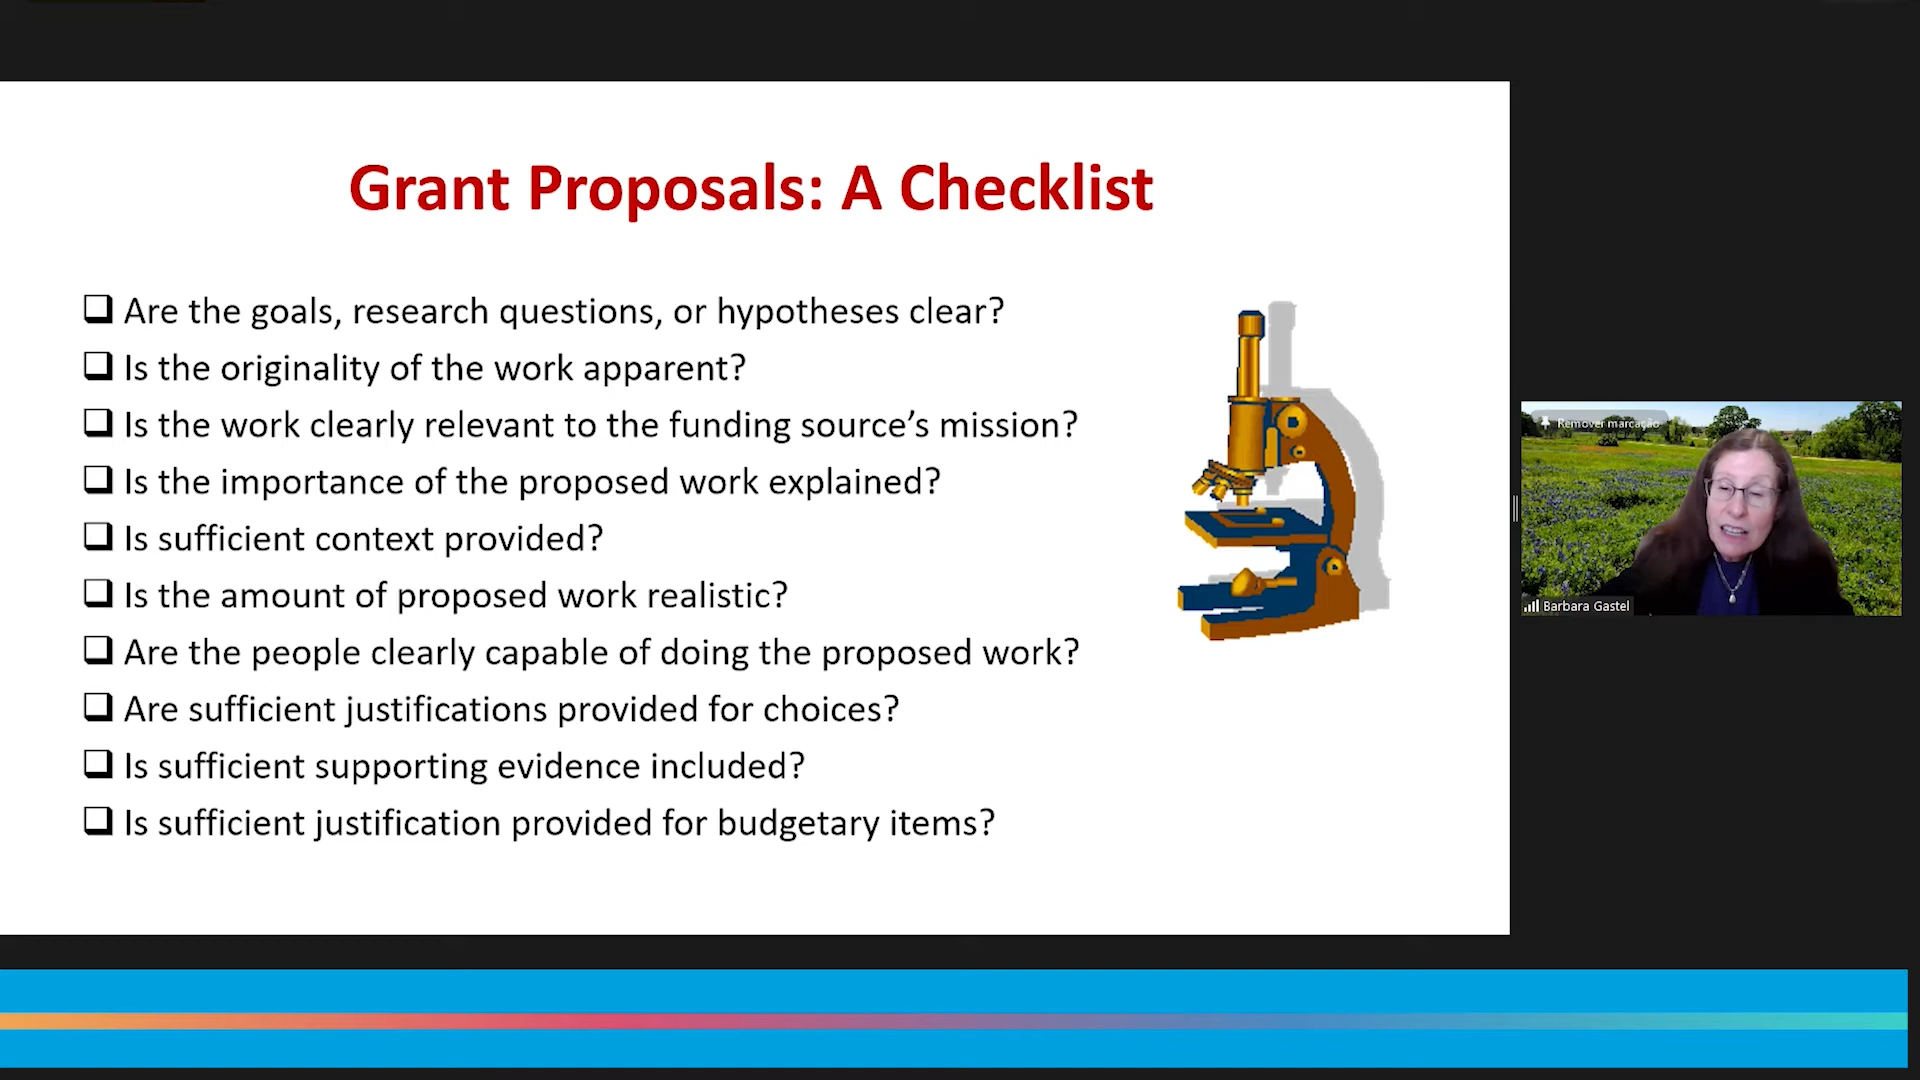 Grant Proposals: A Checklist
Are the goals, research questions, or hypotheses clear?
Is the originality of the work apparent?
Is the work clearly relevant to the funding source’s mission?
Is the importance of the proposed work explained?
Is sufficient context provided?
Is the amount of proposed work realistic?
Are the people clearly capable of doing the proposed work?
Are sufficient justifications provided for choices?
Is sufficient supporting evidence included?
Is sufficient justification provided for budgetary items?
Remover marcação
Barbara Gastel